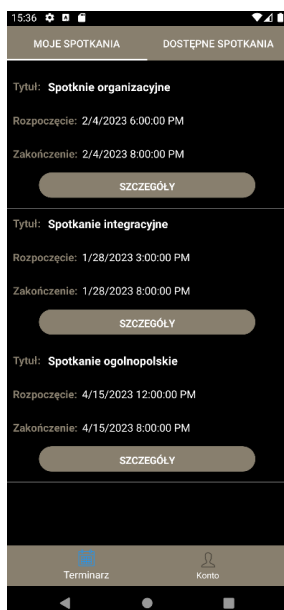 15:36
MOJE SPOTKANIA DOSTĘPNE SPOTKANIA
Tytuł: Spotknie organizacyjne
Rozpoczęcie: 2/4/2023 6:00:00 PM
Zakończenie: 2/4/2023 8:00:00 PM
SZCZEGÓŁY
Tytuł: Spotkanie integracyjne
Rozpoczęcie: 1/28/2023 3:00:00 PM
Zakończenie: 1/28/2023 8:00:00 PM
SZCZEGÓŁY
Tytuł: Spotkanie ogolnopolskie
Rozpoczęcie: 4/15/2023 12:00:00 PM
Zakończenie: 4/15/2023 8:00:00 PM
SZCZEGÓŁY
Terminarz Konto